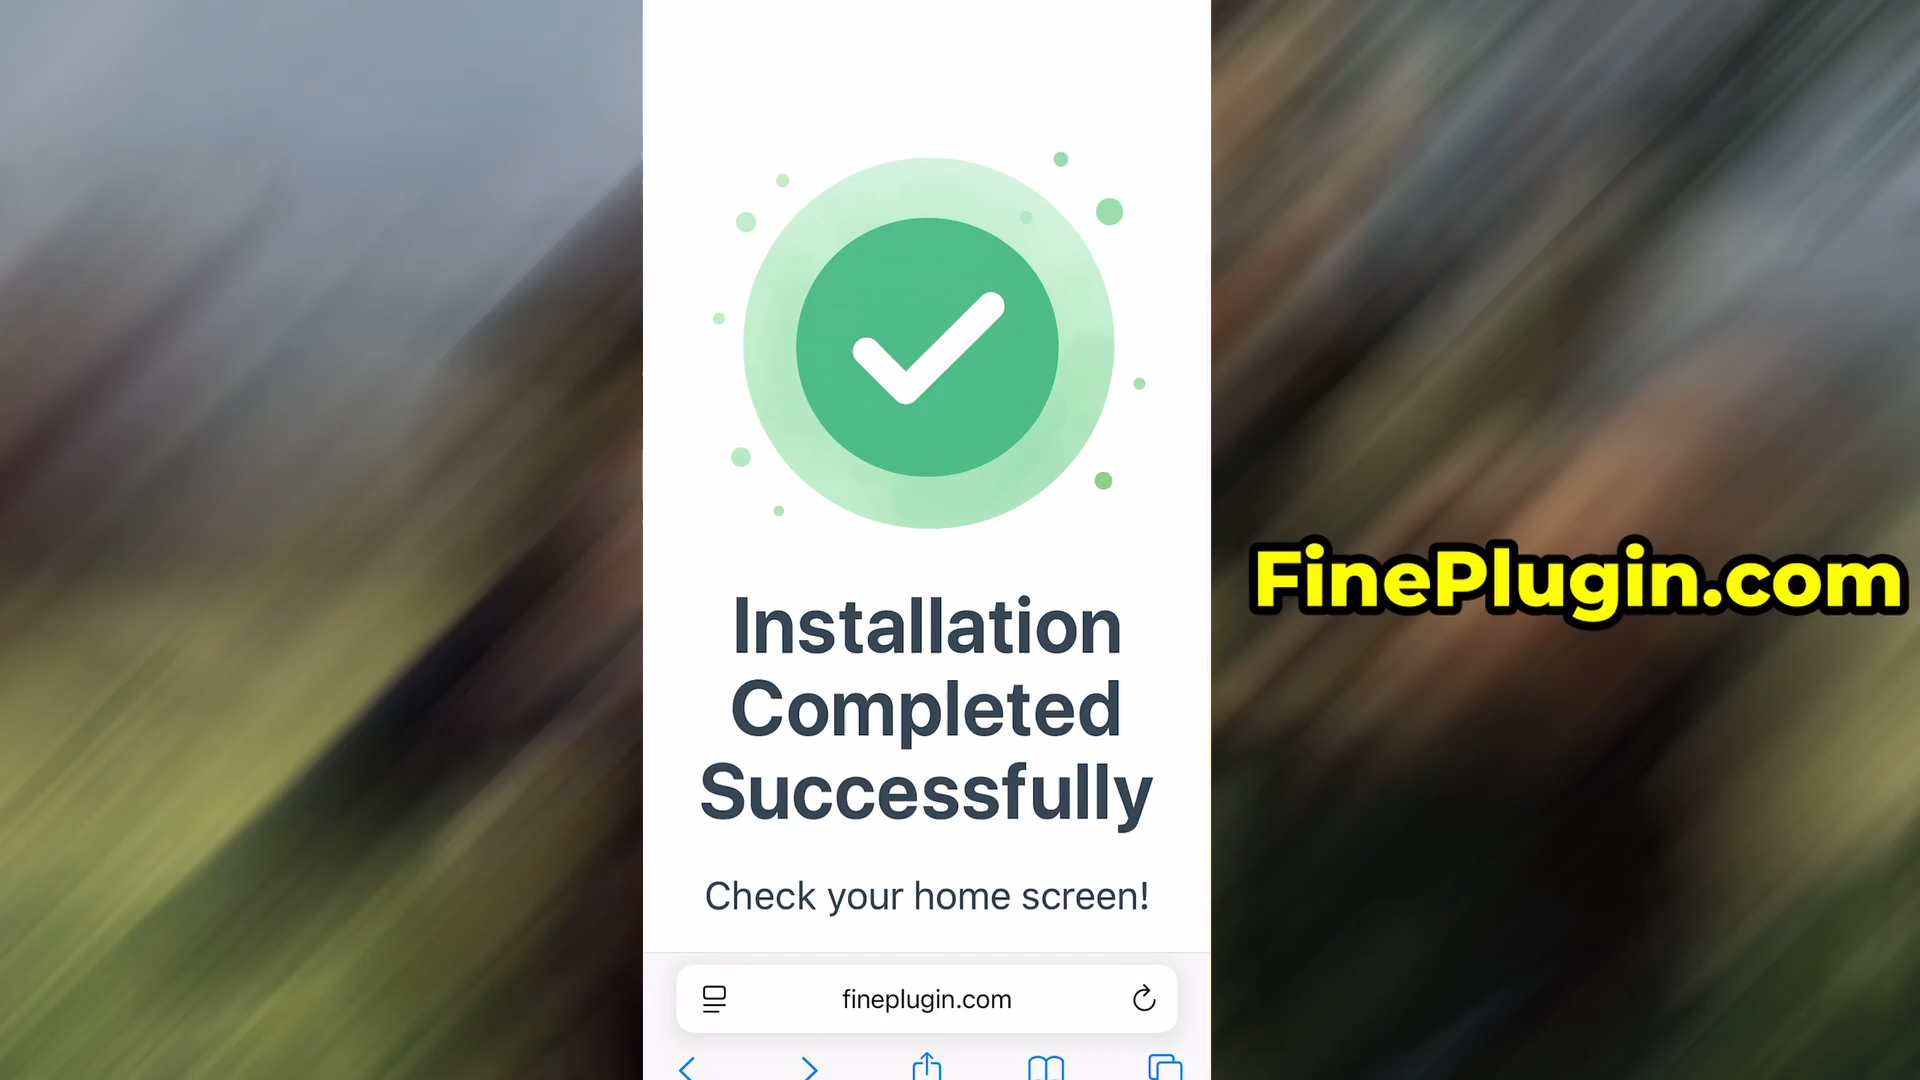 Installation
Completed
Successfully
Check your home screen!
fineplugin.com
FinePlugin.com